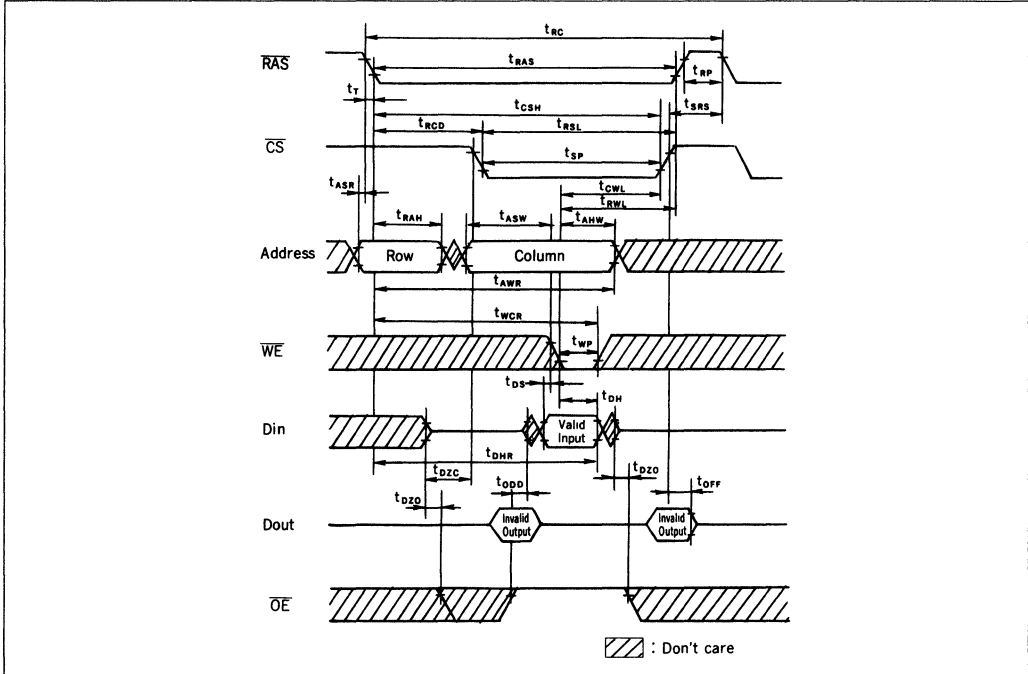 tRC
RAS
tRAS
tRP
tT
tCSH
tSRS
tRCD
tRSL
CS
tSP
tCWL
tASR
tRWL
tRAH
tASW
tAHW
Address
Row
Column
tAWR
tWCR
WE
tWP
tDS
tDH
Din
Valid
Input
tDHR
tDZC
tODD
tDZO
tOFF
tDZO
Dout
Invalid
Output
Invalid
Output
OE
: Don't care